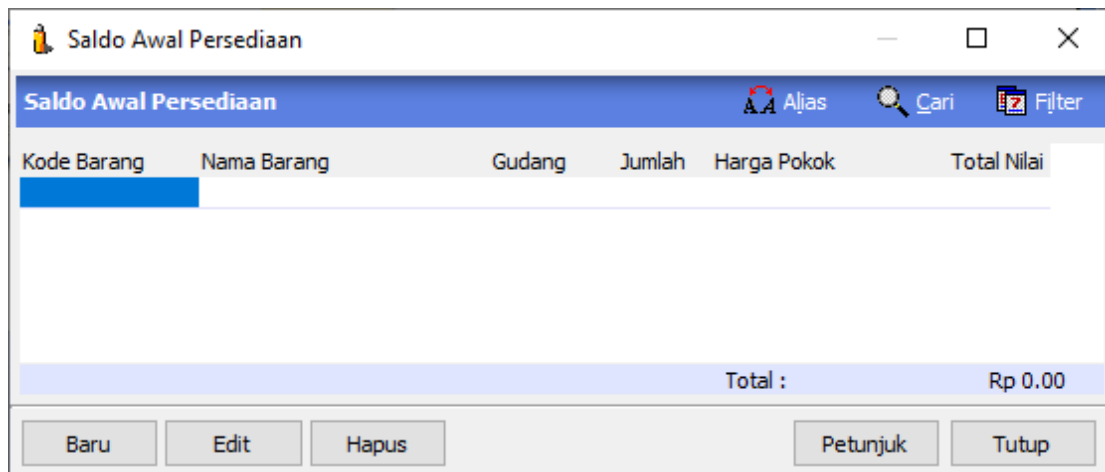 Saldo Awal Persediaan
Saldo Awal Persediaan Alias Cari Filter
Kode Barang Nama Barang Gudang Jumlah Harga Pokok Total Nilai
Total : Rp 0.00
Baru Edit Hapus Petunjuk Tutup